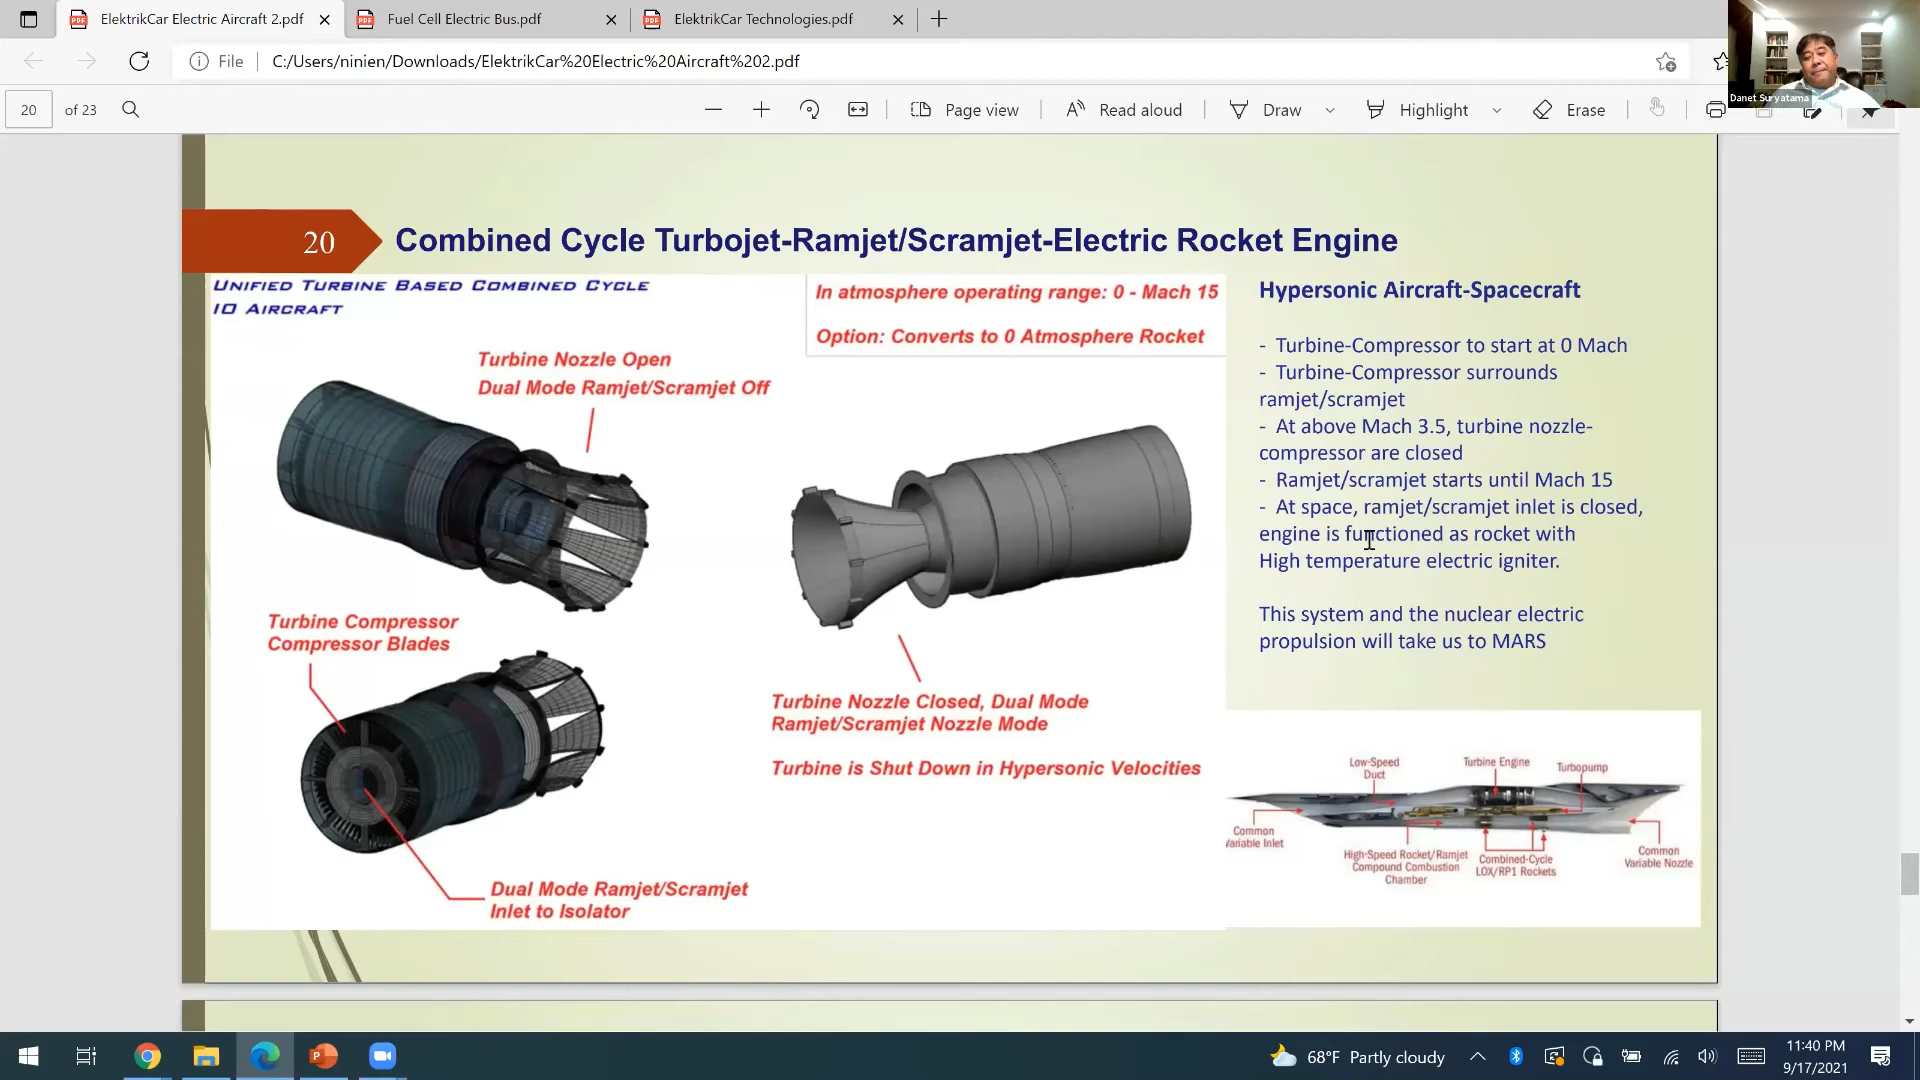 ElektrikCar Electric Aircraft 2.pdf
Fuel Cell Electric Bus.pdf
ElektrikCar Technologies.pdf
File
C:/Users/ninien/Downloads/ElektrikCar%20Electric%20Aircraft%202.pdf
Danet Suryatama
20
of 23
Page view
Read aloud
Draw
Highlight
Erase
20
Combined Cycle Turbojet-Ramjet/Scramjet-Electric Rocket Engine
UNIFIED TURBINE BASED COMBINED CYCLE
IO AIRCRAFT
In atmosphere operating range: 0 - Mach 15
Option: Converts to 0 Atmosphere Rocket
Turbine Nozzle Open
Dual Mode Ramjet/Scramjet Off
Turbine Compressor
Compressor Blades
Turbine Nozzle Closed, Dual Mode
Ramjet/Scramjet Nozzle Mode
Turbine is Shut Down in Hypersonic Velocities
Dual Mode Ramjet/Scramjet
Inlet to Isolator
Hypersonic Aircraft-Spacecraft
- Turbine-Compressor to start at 0 Mach
- Turbine-Compressor surrounds
ramjet/scramjet
- At above Mach 3.5, turbine nozzle-
compressor are closed
- Ramjet/scramjet starts until Mach 15
- At space, ramjet/scramjet inlet is closed,
engine is functioned as rocket with
High temperature electric igniter.
This system and the nuclear electric
propulsion will take us to MARS
Low-Speed
Duct
Turbine Engine
Turbopump
Common
Variable Inlet
High-Speed Rocket/Ramjet
Compound Combustion
Chamber
Combined-Cycle
LOX/RP1 Rockets
Common
Variable Nozzle
68°F Partly cloudy
11:40 PM
9/17/2021